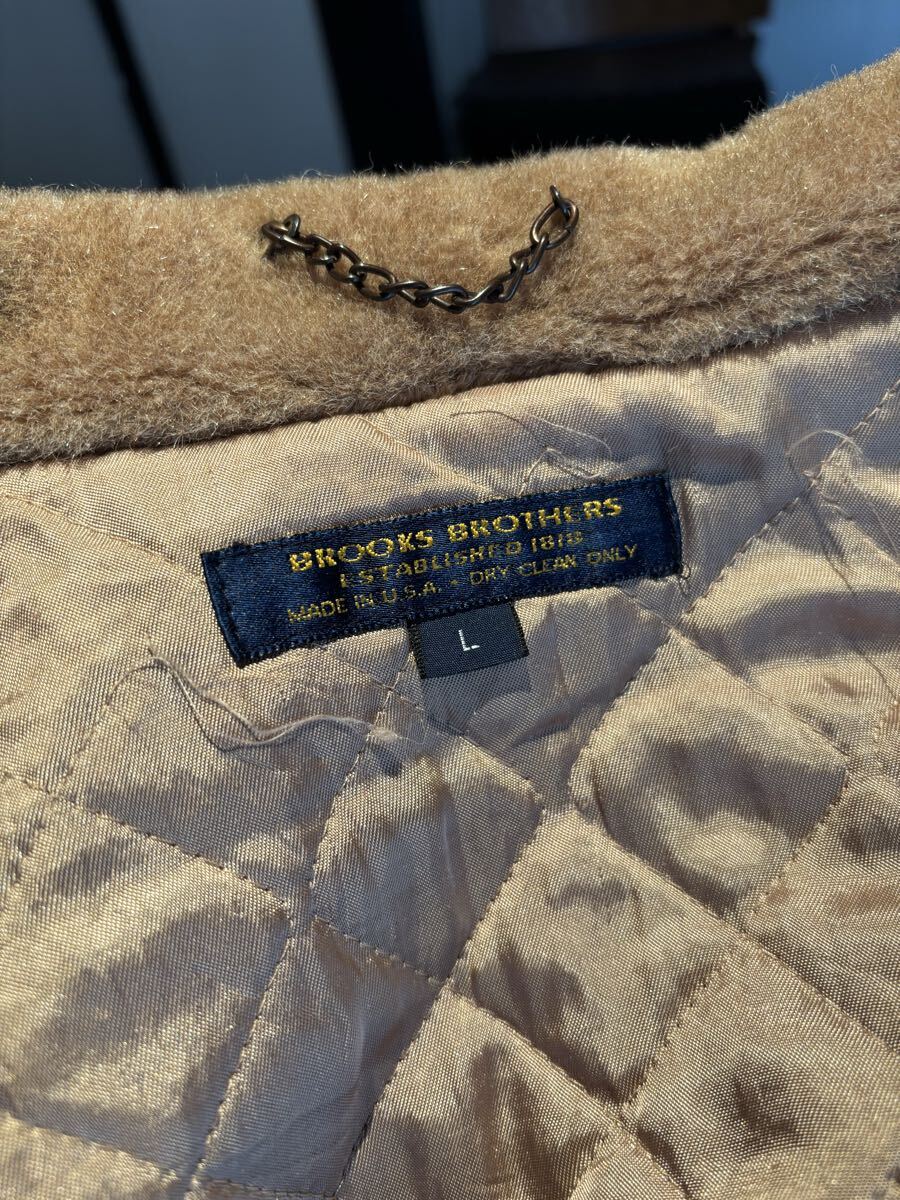 BROOKS BROTHERS
ESTABLISHED 1818
MADE IN U.S.A. - DRY CLEAN ONLY
L